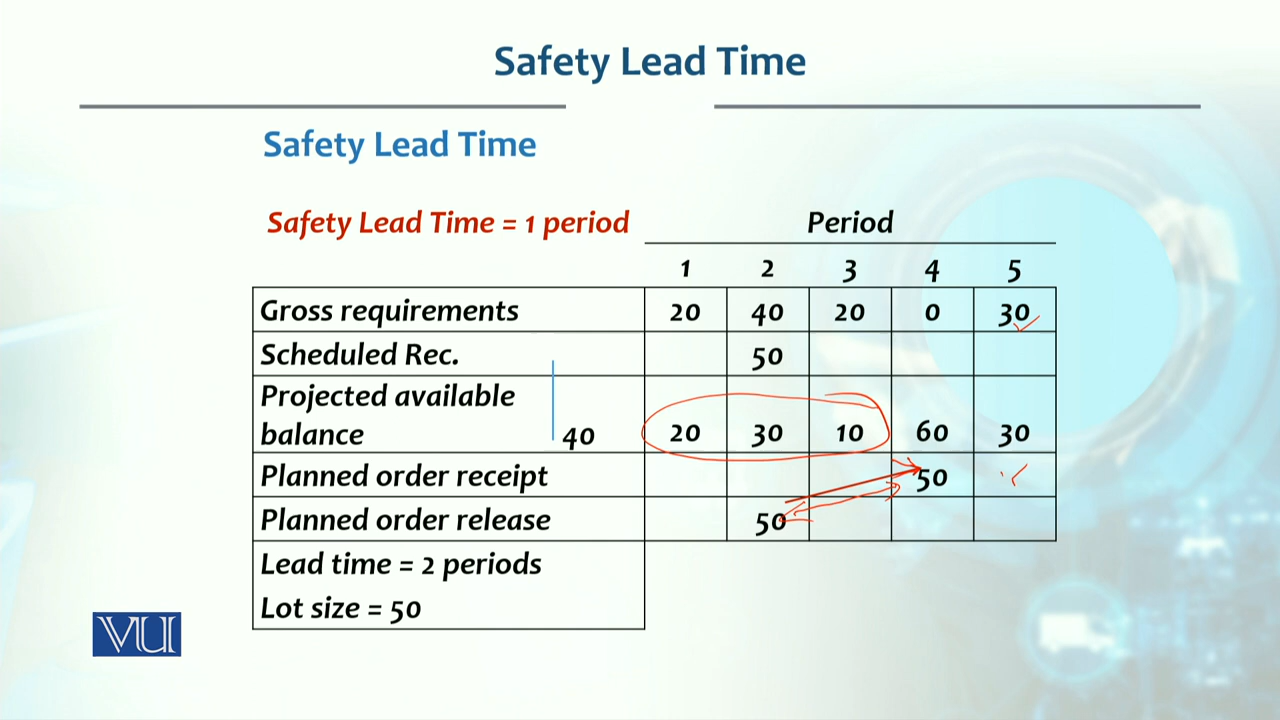 Safety Lead Time
Safety Lead Time
Safety Lead Time = 1 period Period
1 2 3 4 5
Gross requirements 20 40 20 0 30
Scheduled Rec. 50
Projected available
balance 40 20 30 10 60 30
Planned order receipt 50
Planned order release 50
Lead time = 2 periods
Lot size = 50
VU